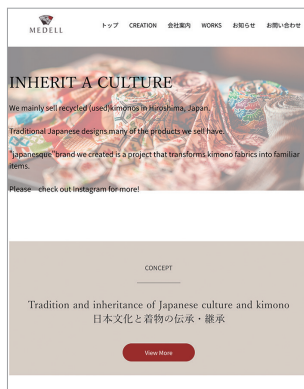 MEDELL
トップ CREATION 会社案内 WORKS お知らせ お問い合わせ
INHERIT A CULTURE
We mainly sell recycled (used)kimonos in Hiroshima, Japan.
Traditional Japanese designs many of the products we sell have.
"japanesque"brand we created is a project that transforms kimono fabrics into familiar
items.
Please check out Instagram for more!
CONCEPT
Tradition and inheritance of Japanese culture and kimono
日本文化と着物の伝承・継承
View More